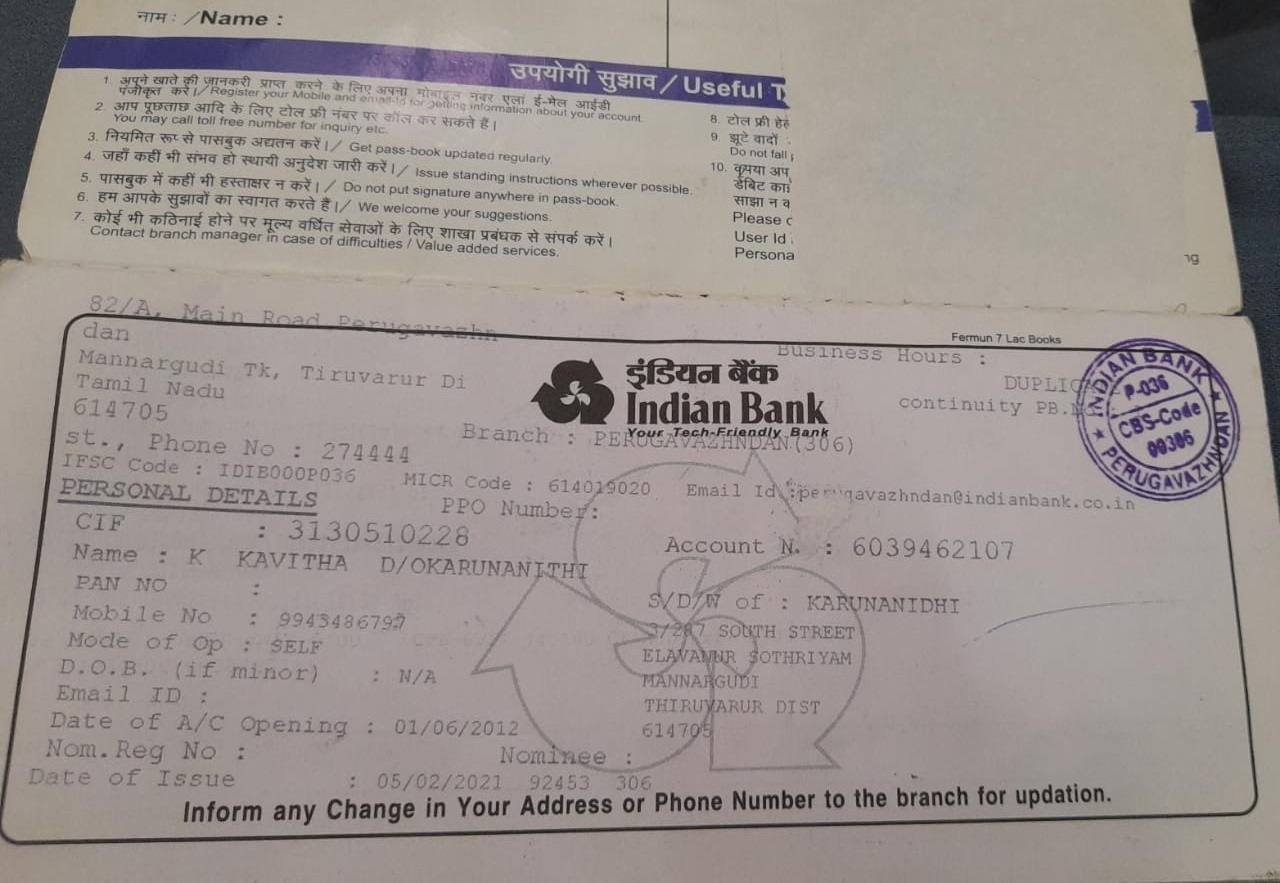 नाम : /Name :
उपयोगी सुझाव / Useful T
1. अपने खाते की जानकारी प्राप्त करने के लिए अपना मोबाइल नंबर एवं ई-मेल आईडी
पंजीकृत करें।/Register your Mobile and email-Id for getting information about your account.
2. आप पूछताछ आदि के लिए टोल फ्री नंबर पर कॉल कर सकते हैं।
You may call toll free number for inquiry etc.
3. नियमित रूप से पासबुक अद्यतन करें।/ Get pass-book updated regularly.
4. जहाँ कहीं भी संभव हो स्थायी अनुदेश जारी करें।/ Issue standing instructions wherever possible.
5. पासबुक में कहीं भी हस्ताक्षर न करें।/ Do not put signature anywhere in pass-book.
6. हम आपके सुझावों का स्वागत करते हैं।/ We welcome your suggestions.
7. कोई भी कठिनाई होने पर मूल्य वर्धित सेवाओं के लिए शाखा प्रबंधक से संपर्क करें।
Contact branch manager in case of difficulties / Value added services.
8. टोल फ्री
9. झूटे वादों
Do not fall
10. कृपया अप
डेबिट का
साझा न क
Please c
User Id
Persona
ng
82/A, Main Road Perugavazhn
dan
Mannargudi Tk, Tiruvarur Di
Tamil Nadu
614705
st., Phone No : 274444
IFSC Code : IDIB000P036
MICR Code : 614019020
Email Id :perugavazhndan@indianbank.co.in
Fermun 7 Lac Books
Business Hours :
DUPLIC
continuity PB.N
इंडियन बैंक
Indian Bank
Your Tech-Friendly Bank
Branch : PERUGAVAZHNDAN(306)
INDIAN BANK
P-036
CBS-Code
00306
PERUGAVAZHNDAN
PERSONAL DETAILS
PPO Number:
CIF : 3130510228
Account N. : 6039462107
Name : K KAVITHA D/OKARUNANITHI
PAN NO :
S/D/W of : KARUNANIDHI
Mobile No : 9943486797
3/287 SOUTH STREET
Mode of Op : SELF
ELAVANUR SOTHRIYAM
D.O.B. (if minor) : N/A
MANNARGUDI
Email ID :
THIRUVARUR DIST
Date of A/C Opening : 01/06/2012
614705
Nom.Reg No :
Nominee :
Date of Issue : 05/02/2021 92453 306
Inform any Change in Your Address or Phone Number to the branch for updation.